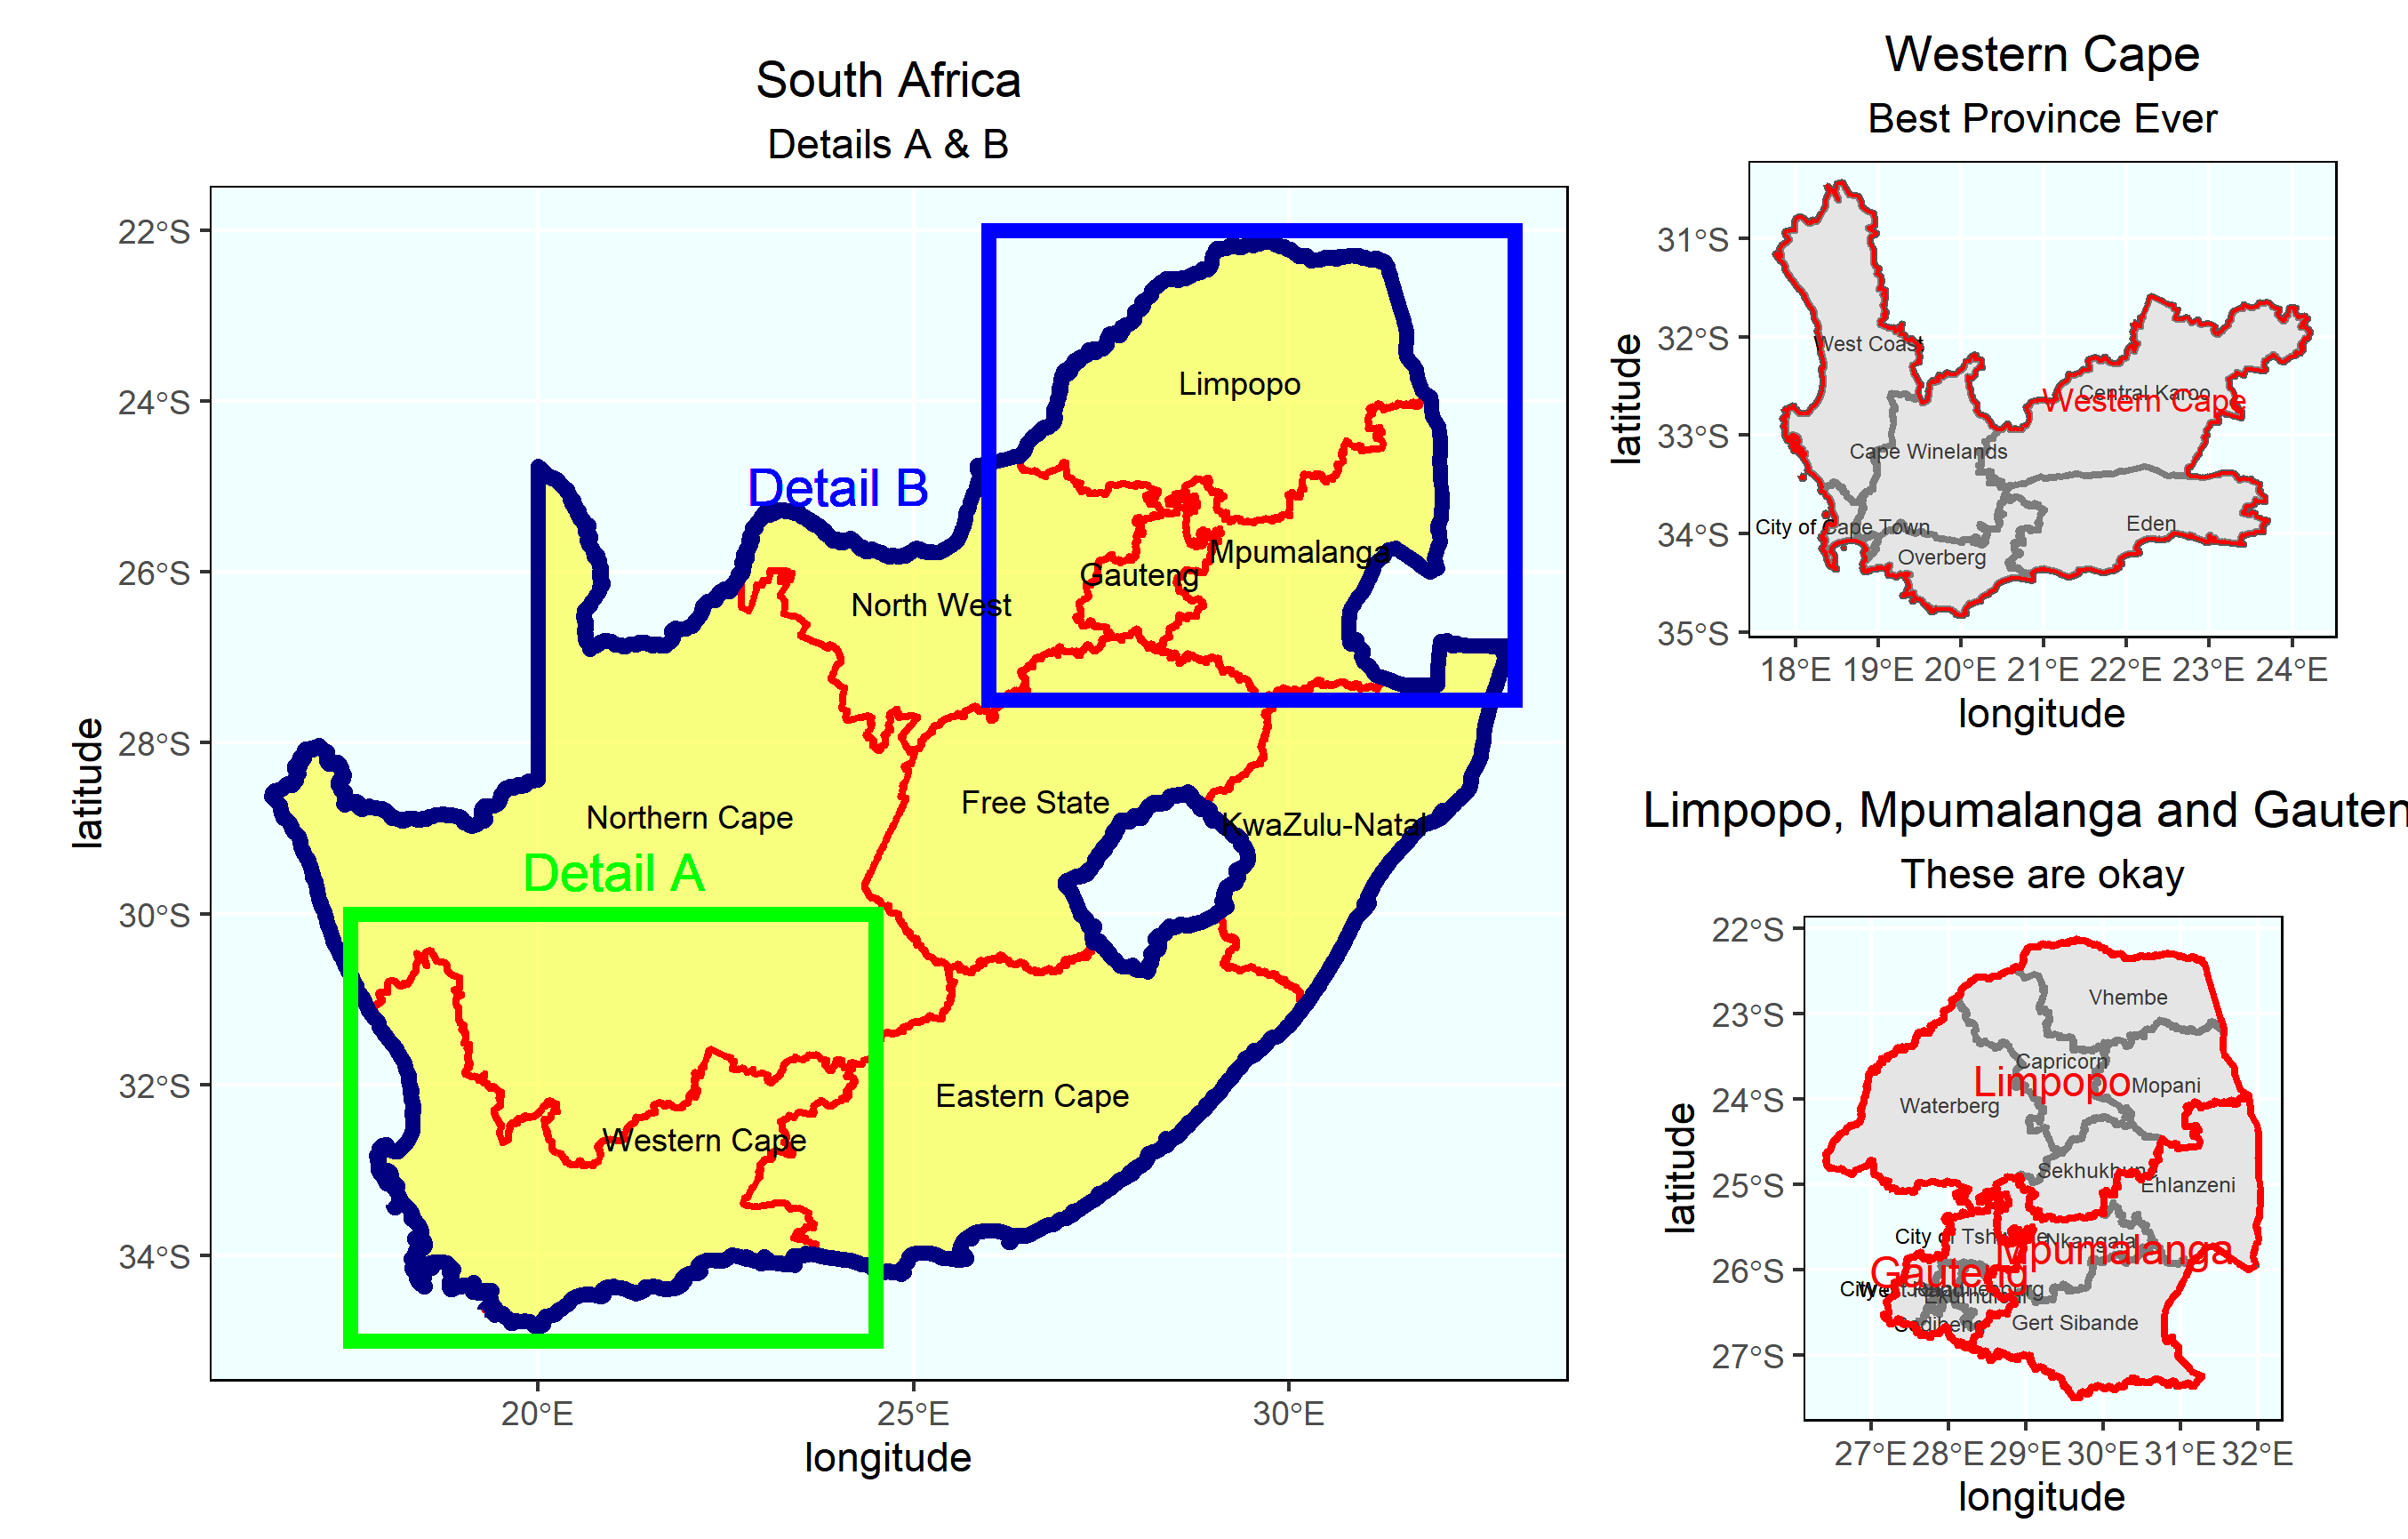 South Africa
Details A & B
22°S
24°S
26°S
28°S
30°S
32°S
34°S
latitude
Limpopo
Detail B
Mpumalanga
Gauteng
North West
Free State
Northern Cape
KwaZulu-Natal
Detail A
Eastern Cape
Western Cape
20°E
25°E
30°E
longitude
Western Cape
Best Province Ever
31°S
32°S
33°S
34°S
35°S
latitude
West Coast
Central Karoo
Western Cape
Cape Winelands
City of Cape Town
Eden
Overberg
18°E
19°E
20°E
21°E
22°E
23°E
24°E
longitude
Limpopo, Mpumalanga and Gauten
These are okay
22°S
23°S
24°S
25°S
26°S
27°S
latitude
Vhembe
Capricorn
Limpopo
Mopani
Waterberg
Sekhukhune
Ehlanzeni
City of Tshwane
Nkangala
Mpumalanga
Gauteng
Ekurhuleni
Sedibeng
Gert Sibande
27°E
28°E
29°E
30°E
31°E
32°E
longitude